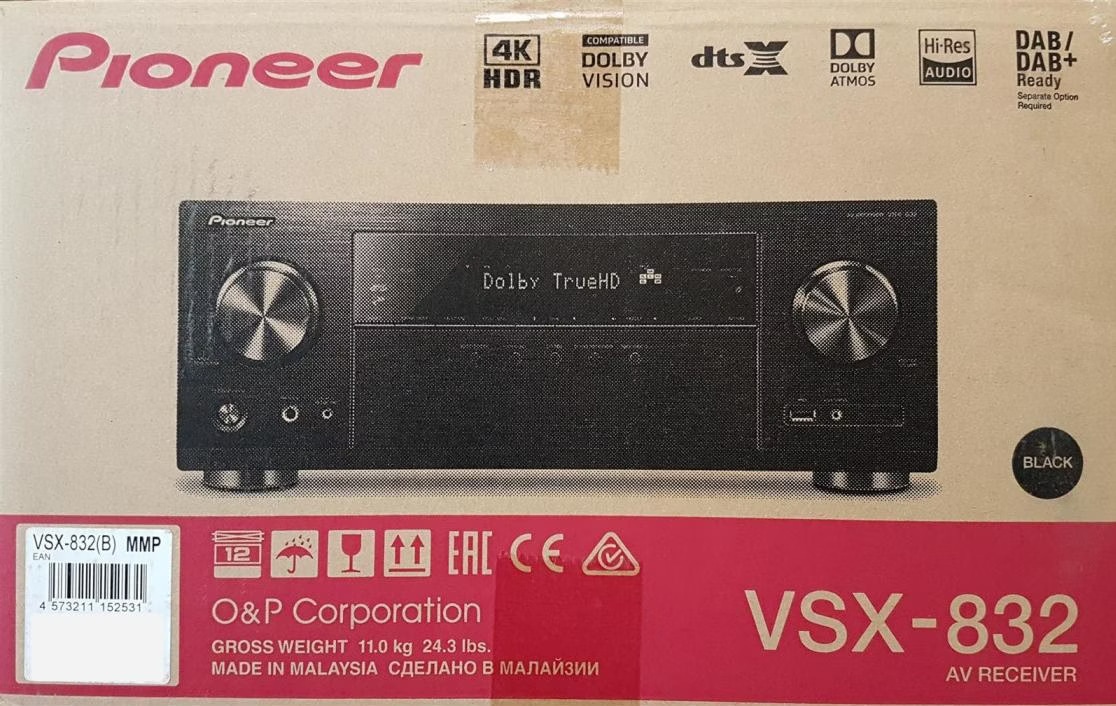 Pioneer
4K
HDR
COMPATIBLE
DOLBY
VISION
dts X
DOLBY
ATMOS
Hi-Res
AUDIO
DAB/
DAB+
Ready
Separate Option
Required
Pioneer
Dolby TrueHD
BLACK
VSX-832(B) MMP
EAN
4 573211 152531
12
EAC
CE
O&P Corporation
GROSS WEIGHT 11.0 kg 24.3 lbs.
MADE IN MALAYSIA СДЕЛАНО В МАЛАЙЗИИ
VSX-832
AV RECEIVER